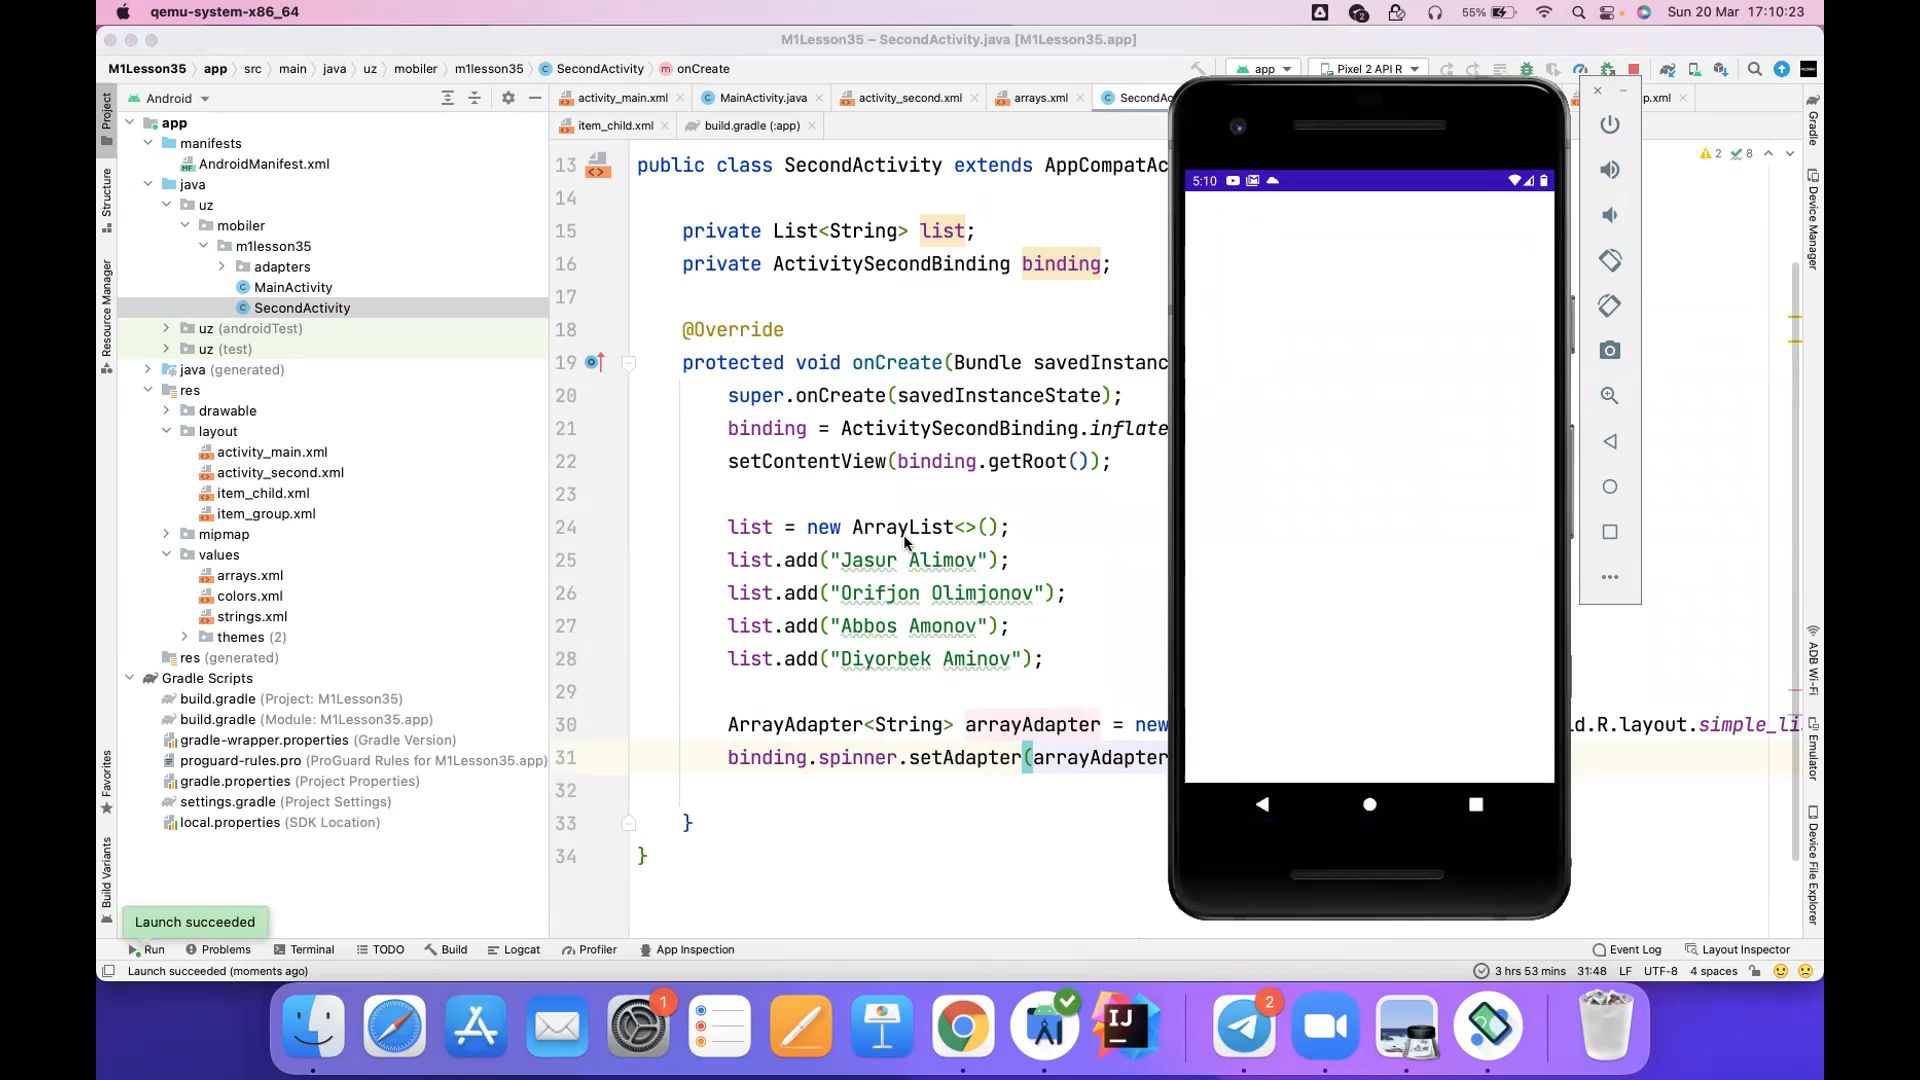 qemu-system-x86_64
2
55%
Sun 20 Mar 17:10:23
M1Lesson35 – SecondActivity.java [M1Lesson35.app]
M1Lesson35 app src main java uz mobiler m1lesson35 SecondActivity onCreate
app
Pixel 2 API R
Project
Structure
Resource Manager
Favorites
Build Variants
Android
app
manifests
AndroidManifest.xml
java
uz
mobiler
m1lesson35
adapters
MainActivity
SecondActivity
uz (androidTest)
uz (test)
java (generated)
res
drawable
layout
activity_main.xml
activity_second.xml
item_child.xml
item_group.xml
mipmap
values
arrays.xml
colors.xml
strings.xml
themes (2)
res (generated)
Gradle Scripts
build.gradle (Project: M1Lesson35)
build.gradle (Module: M1Lesson35.app)
gradle-wrapper.properties (Gradle Version)
proguard-rules.pro (ProGuard Rules for M1Lesson35.app)
gradle.properties (Project Properties)
settings.gradle (Project Settings)
local.properties (SDK Location)
activity_main.xml
MainActivity.java
activity_second.xml
arrays.xml
SecondAc
p.xml
item_child.xml
build.gradle (:app)
2 8
13 public class SecondActivity extends AppCompatAc
14
15 private List<String> list;
16 private ActivitySecondBinding binding;
17
18 @Override
19 protected void onCreate(Bundle savedInstanc
20 super.onCreate(savedInstanceState);
21 binding = ActivitySecondBinding.inflate
22 setContentView(binding.getRoot());
23
24 list = new ArrayList<>();
25 list.add("Jasur Alimov");
26 list.add("Orifjon Olimjonov");
27 list.add("Abbos Amonov");
28 list.add("Diyorbek Aminov");
29
30 ArrayAdapter<String> arrayAdapter = new d.R.layout.simple_li
31 binding.spinner.setAdapter(arrayAdapter
32
33 }
34 }
5:10
Gradle
Device Manager
ADB Wi-Fi
Emulator
Device File Explorer
Launch succeeded
Run
Problems
Terminal
TODO
Build
Logcat
Profiler
App Inspection
Event Log
Layout Inspector
Launch succeeded (moments ago)
3 hrs 53 mins 31:48 LF UTF-8 4 spaces
1
IJ
2